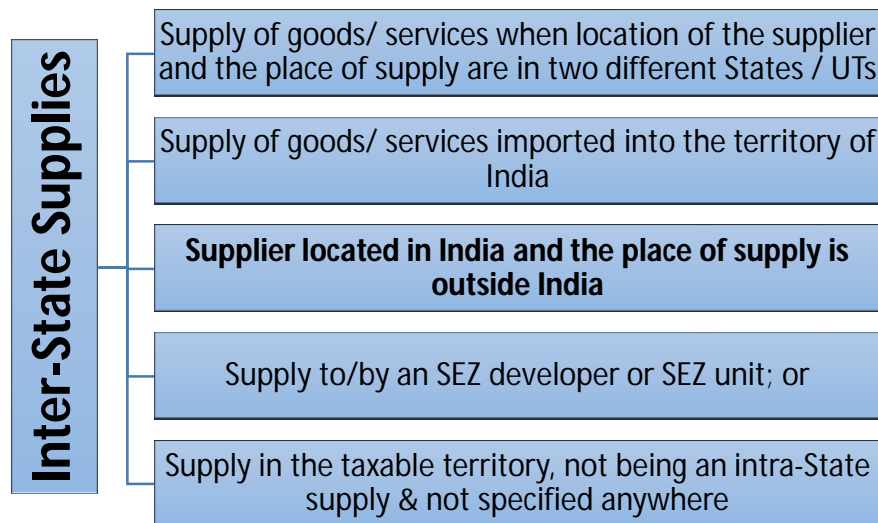 Inter-State Supplies
Supply of goods/ services when location of the supplier
and the place of supply are in two different States / UTs
Supply of goods/ services imported into the territory of
India
Supplier located in India and the place of supply is
outside India
Supply to/by an SEZ developer or SEZ unit; or
Supply in the taxable territory, not being an intra-State
supply & not specified anywhere